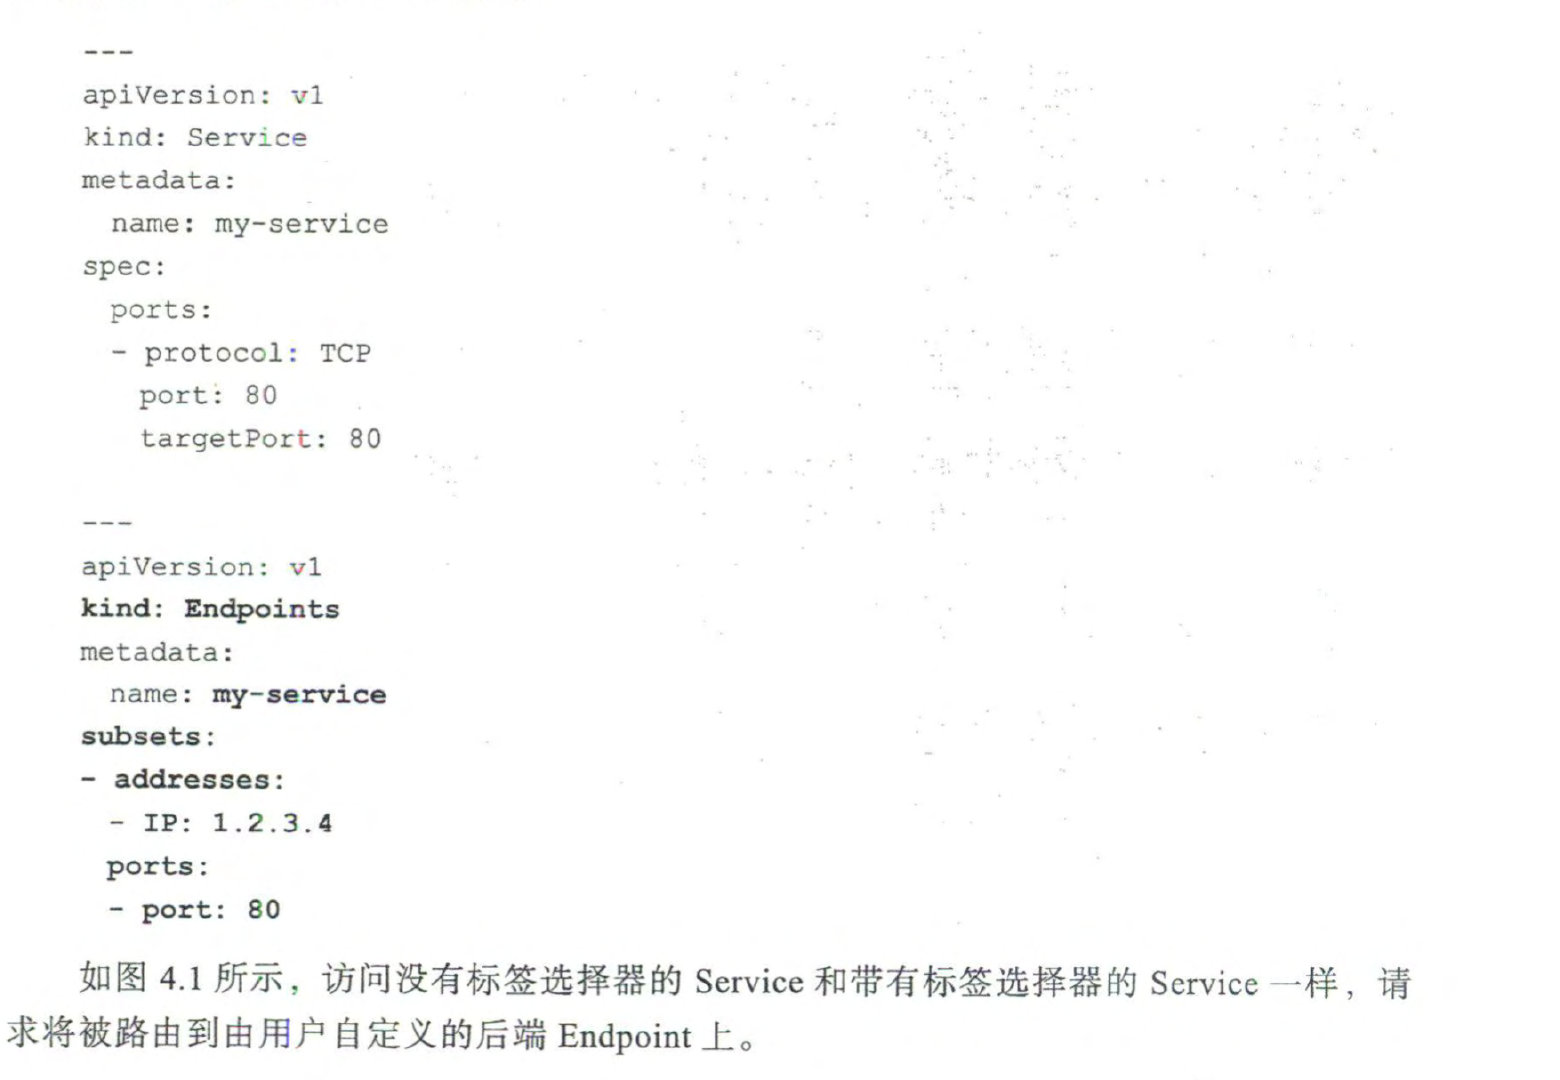 ---
apiVersion: v1
kind: Service
metadata:
  name: my-service
spec:
  ports:
  - protocol: TCP
    port: 80
    targetPort: 80
---
apiVersion: v1
kind: Endpoints
metadata:
  name: my-service
subsets:
- addresses:
  - IP: 1.2.3.4
  ports:
  - port: 80
如图 4.1 所示，访问没有标签选择器的 Service 和带有标签选择器的 Service 一样，请
求将被路由到由用户自定义的后端 Endpoint 上。